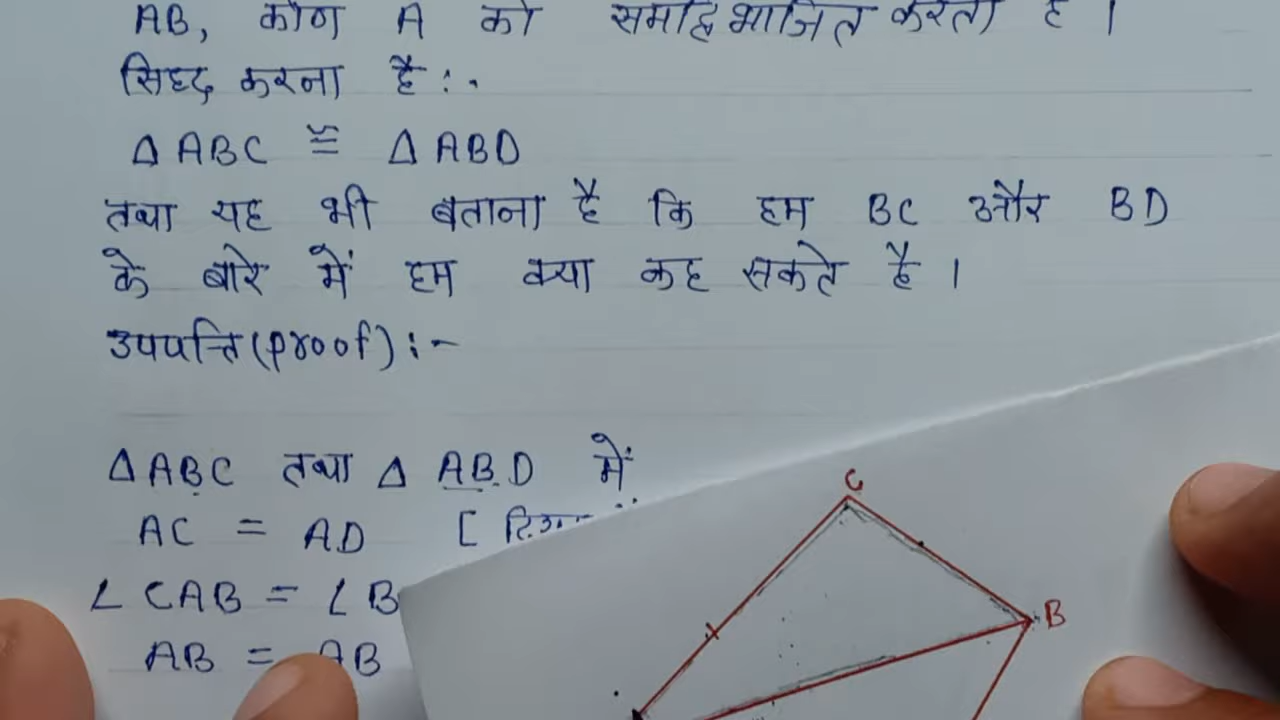 AB, कोण A को समद्विभाजित करता है ।
सिध्द करना है :-
Δ ABC ≅ Δ ABD
तथा यह भी बताना है कि हम BC और BD
के बारे में हम क्या कह सकते है ।
उपपत्ति (proof) :-
Δ ABC तथा Δ ABD में
AC = AD [
∠ CAB = ∠ B
AB = AB
C
B